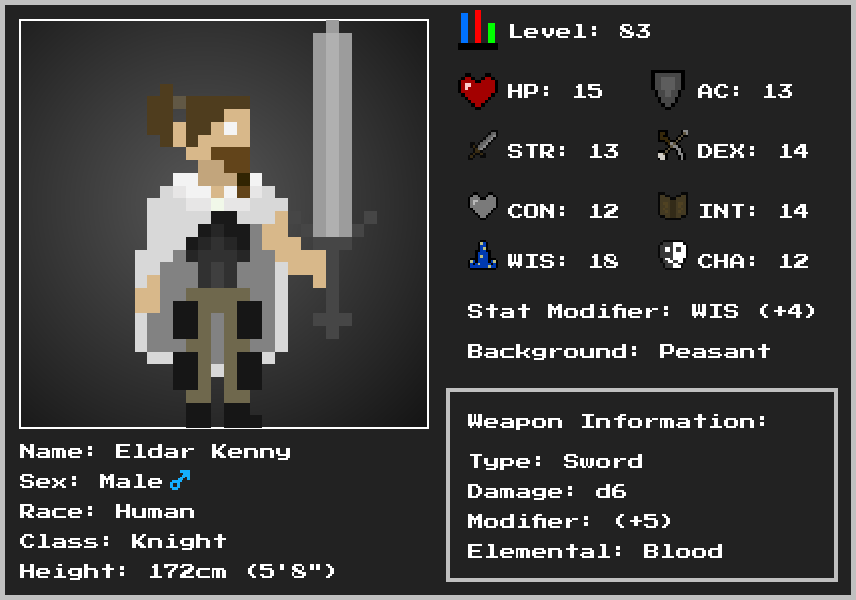 Level: 83
HP: 15 AC: 13
STR: 13 DEX: 14
CON: 12 INT: 14
WIS: 18 CHA: 12
Stat Modifier: WIS (+4)
Background: Peasant
Name: Eldar Kenny
Sex: Male ♂
Race: Human
Class: Knight
Height: 172cm (5'8")
Weapon Information:
Type: Sword
Damage: d6
Modifier: (+5)
Elemental: Blood